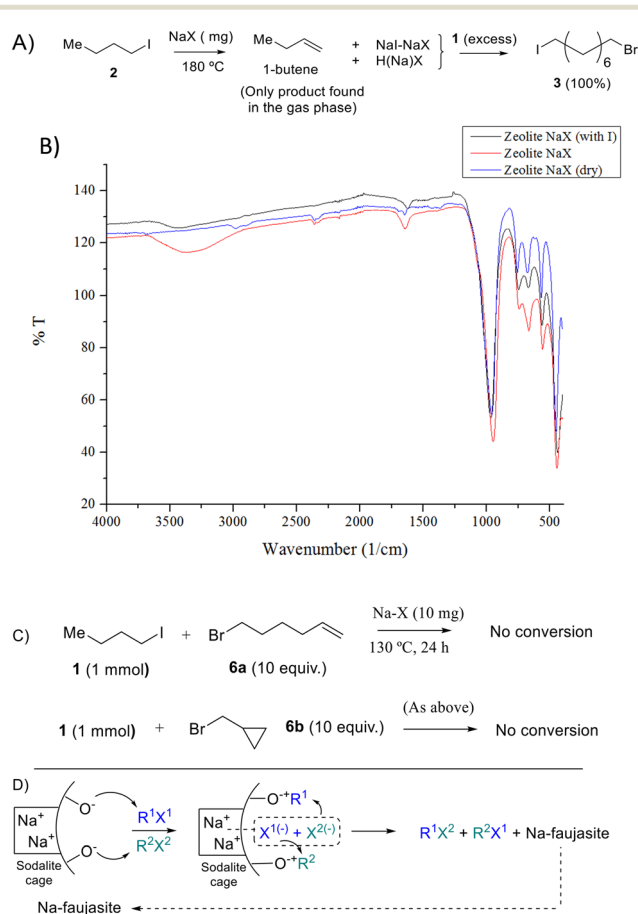 A)
Me I
2
NaX ( mg)
180 ºC
Me
1-butene
(Only product found
in the gas phase)
+ NaI-NaX
+ H(Na)X
1 (excess)
I Br
6
3 (100%)
B)
Zeolite NaX (with I)
Zeolite NaX
Zeolite NaX (dry)
% T
140
120
100
80
60
40
20
4000 3500 3000 2500 2000 1500 1000 500
Wavenumber (1/cm)
C)
Me I + Br
1 (1 mmol) 6a (10 equiv.)
Na-X (10 mg)
130 ºC, 24 h
No conversion
1 (1 mmol) + Br 6b (10 equiv.)
(As above)
No conversion
D)
Na+
Na+
O-
O-
Sodalite
cage
R1X1
R2X2
Na+
Na+
O-+R1
X1(-) + X2(-)
O-+R2
Sodalite
cage
R1X2 + R2X1 + Na-faujasite
Na-faujasite